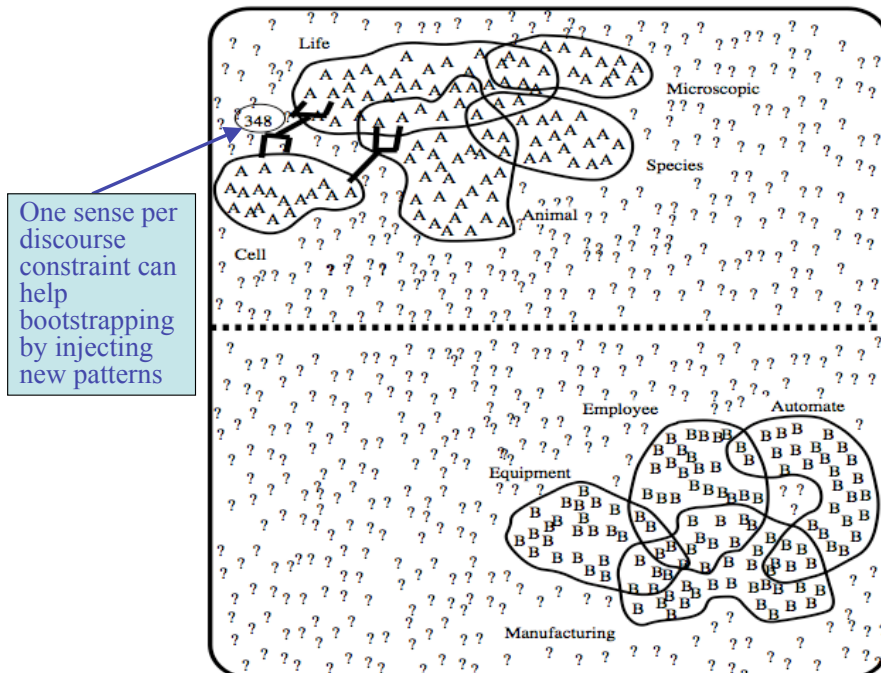 Life
Microscopic
348
Species
Animal
Cell
One sense per
discourse
constraint can
help
bootstrapping
by injecting
new patterns
Employee
Automate
Equipment
Manufacturing